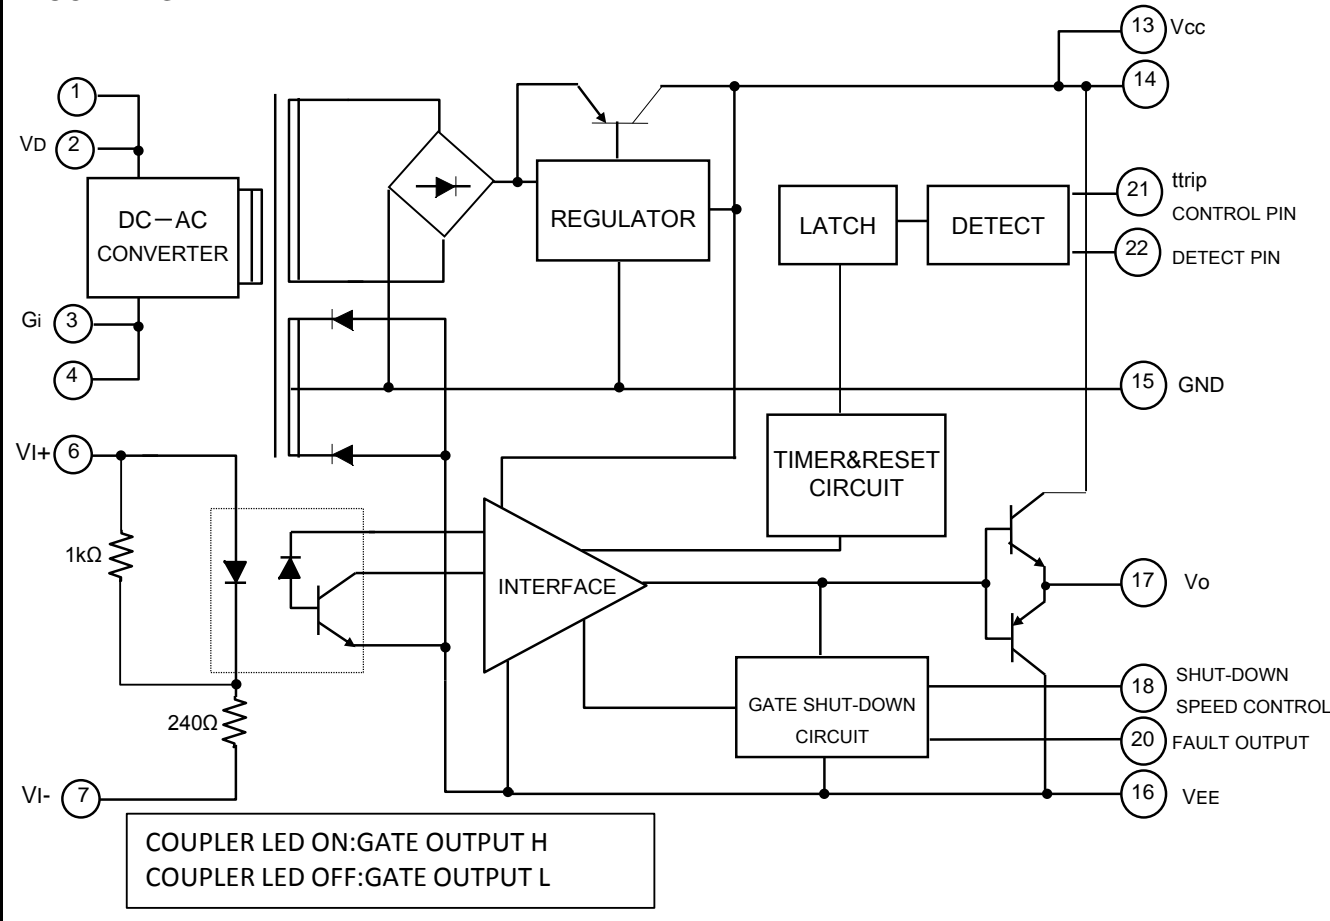 13 Vcc
14
1
VD 2
DC－AC
CONVERTER
Gi 3
4
REGULATOR
LATCH
DETECT
21 ttrip
CONTROL PIN
22 DETECT PIN
15 GND
VI+ 6
TIMER&RESET
CIRCUIT
1kΩ
INTERFACE
17 Vo
240Ω
GATE SHUT-DOWN
CIRCUIT
18 SHUT-DOWN
SPEED CONTROL
20 FAULT OUTPUT
VI- 7
16 VEE
COUPLER LED ON:GATE OUTPUT H
COUPLER LED OFF:GATE OUTPUT L